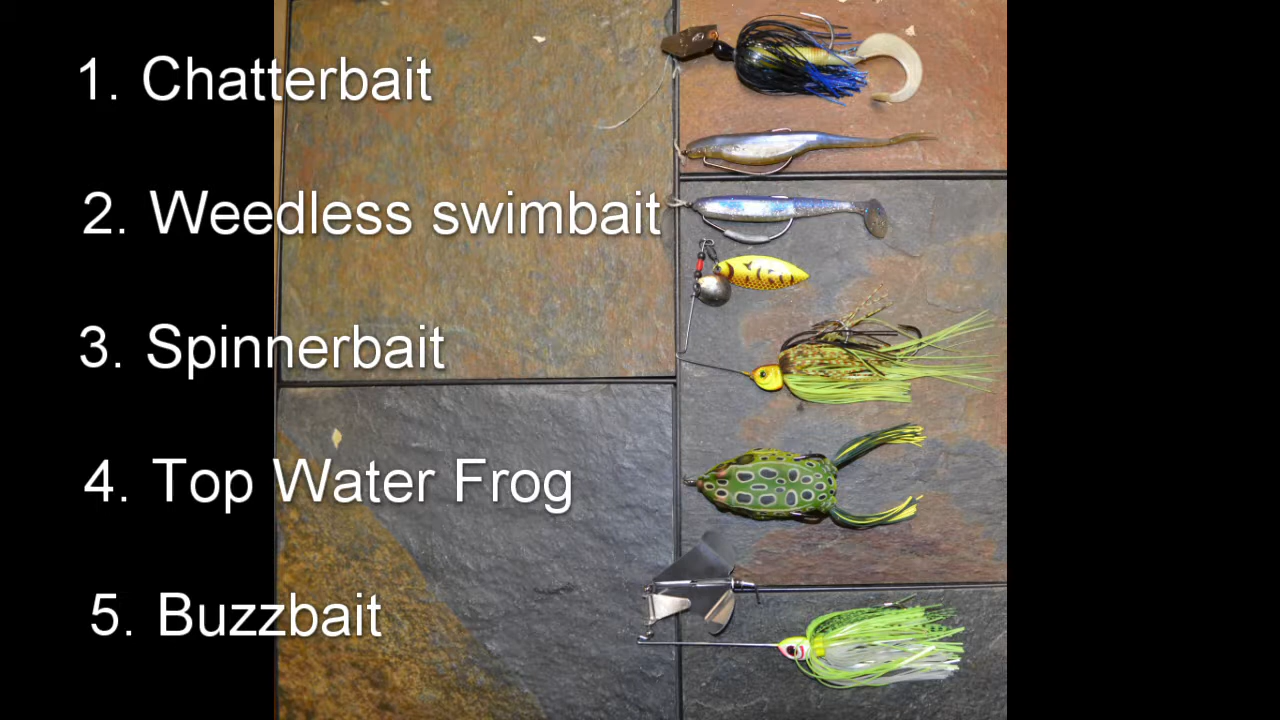 1. Chatterbait
2. Weedless swimbait
3. Spinnerbait
4. Top Water Frog
5. Buzzbait